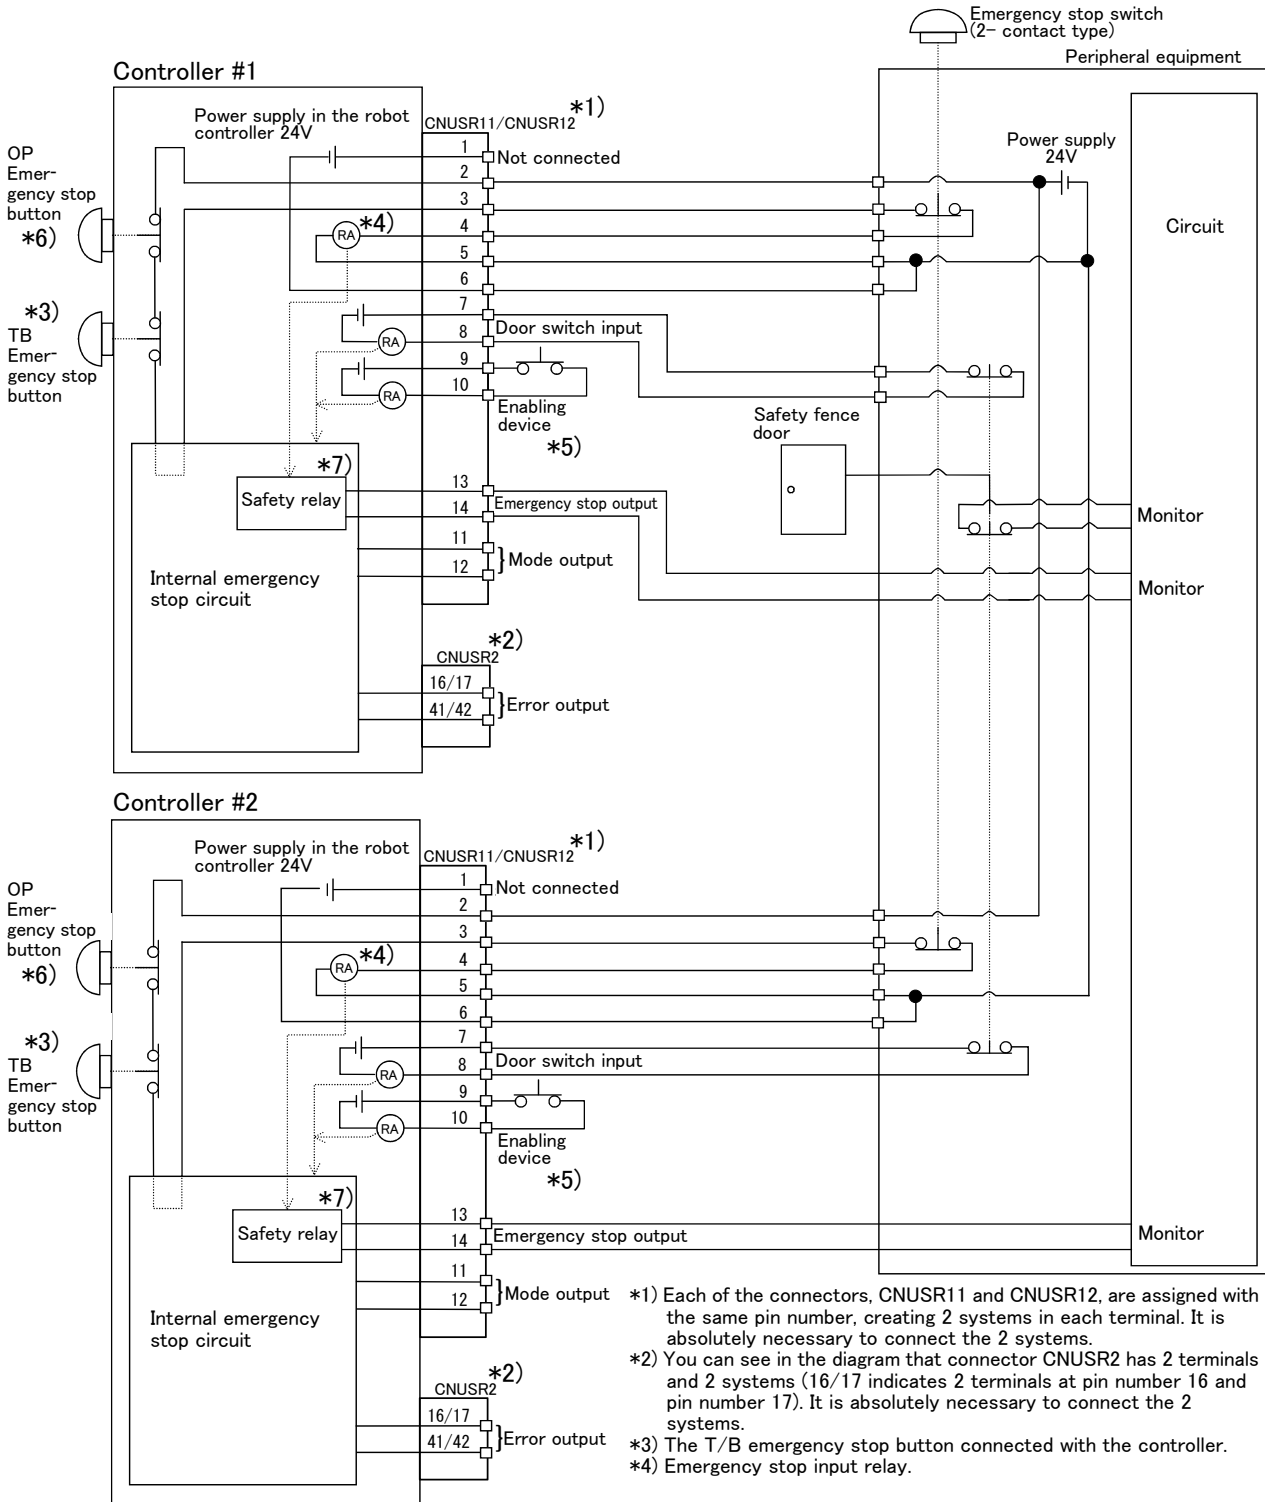 Emergency stop switch
(2- contact type)
Peripheral equipment
Controller #1
Power supply in the robot
controller 24V
*1)
CNUSR11/CNUSR12
OP
Emer-
gency stop
button
*6)
*3)
TB
Emer-
gency stop
button
1
Not connected
2
3
*4)
RA
4
5
6
7
8
Door switch input
RA
9
10
RA
Enabling
device
*5)
Power supply
24V
Circuit
Safety fence
door
*7)
Safety relay
13
14
Emergency stop output
11
12
Mode output
Monitor
Monitor
Internal emergency
stop circuit
*2)
CNUSR2
16/17
41/42
Error output
Controller #2
Power supply in the robot
controller 24V
*1)
CNUSR11/CNUSR12
OP
Emer-
gency stop
button
*6)
*3)
TB
Emer-
gency stop
button
1
Not connected
2
3
*4)
RA
4
5
6
7
8
Door switch input
RA
9
10
RA
Enabling
device
*5)
*7)
Safety relay
13
14
Emergency stop output
11
12
Mode output
Monitor
Internal emergency
stop circuit
*2)
CNUSR2
16/17
41/42
Error output
*1) Each of the connectors, CNUSR11 and CNUSR12, are assigned with
the same pin number, creating 2 systems in each terminal. It is
absolutely necessary to connect the 2 systems.
*2) You can see in the diagram that connector CNUSR2 has 2 terminals
and 2 systems (16/17 indicates 2 terminals at pin number 16 and
pin number 17). It is absolutely necessary to connect the 2
systems.
*3) The T/B emergency stop button connected with the controller.
*4) Emergency stop input relay.